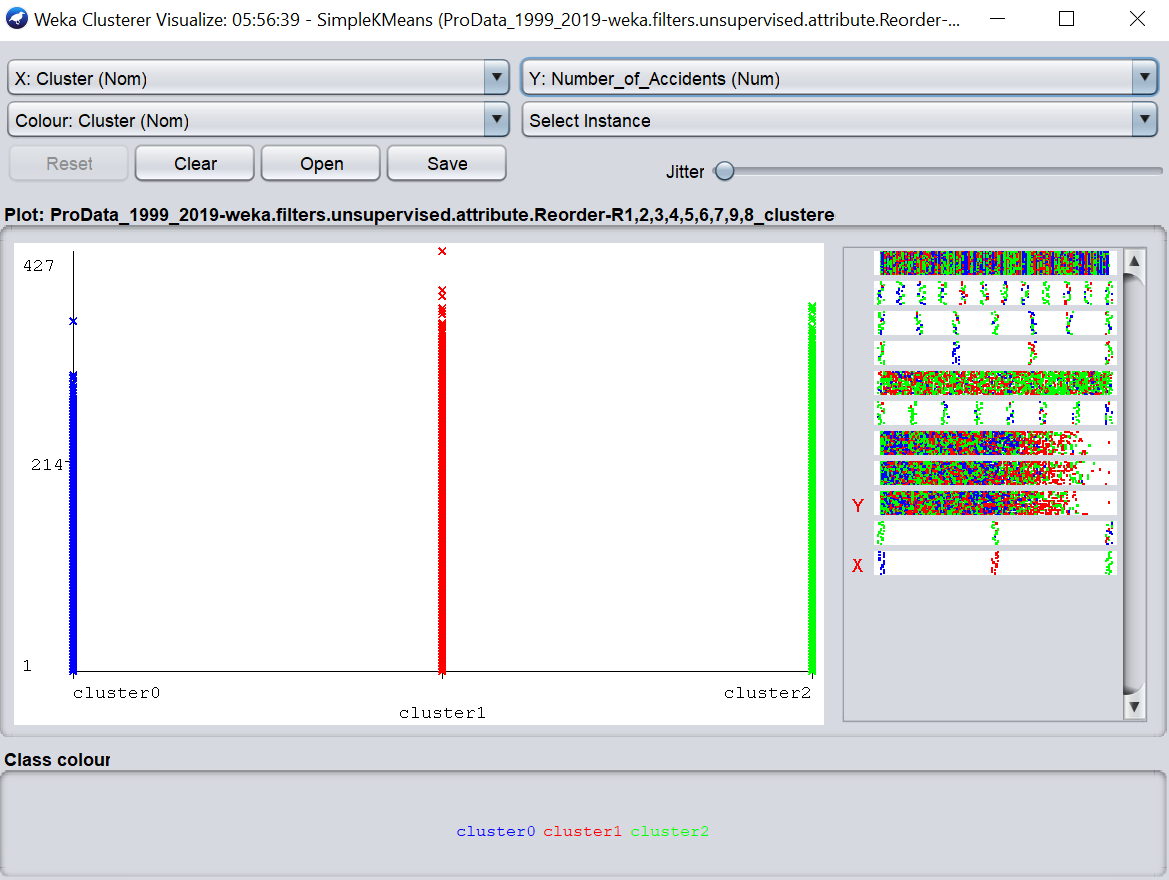 Weka Clusterer Visualize: 05:56:39 - SimpleKMeans (ProData_1999_2019-weka.filters.unsupervised.attribute.Reorder-...
X: Cluster (Nom) Y: Number_of_Accidents (Num)
Colour: Cluster (Nom) Select Instance
Reset Clear Open Save Jitter
Plot: ProData_1999_2019-weka.filters.unsupervised.attribute.Reorder-R1,2,3,4,5,6,7,9,8_clustere
427
214
1
cluster0 cluster2
cluster1
Y
X
Class colour
cluster0 cluster1 cluster2